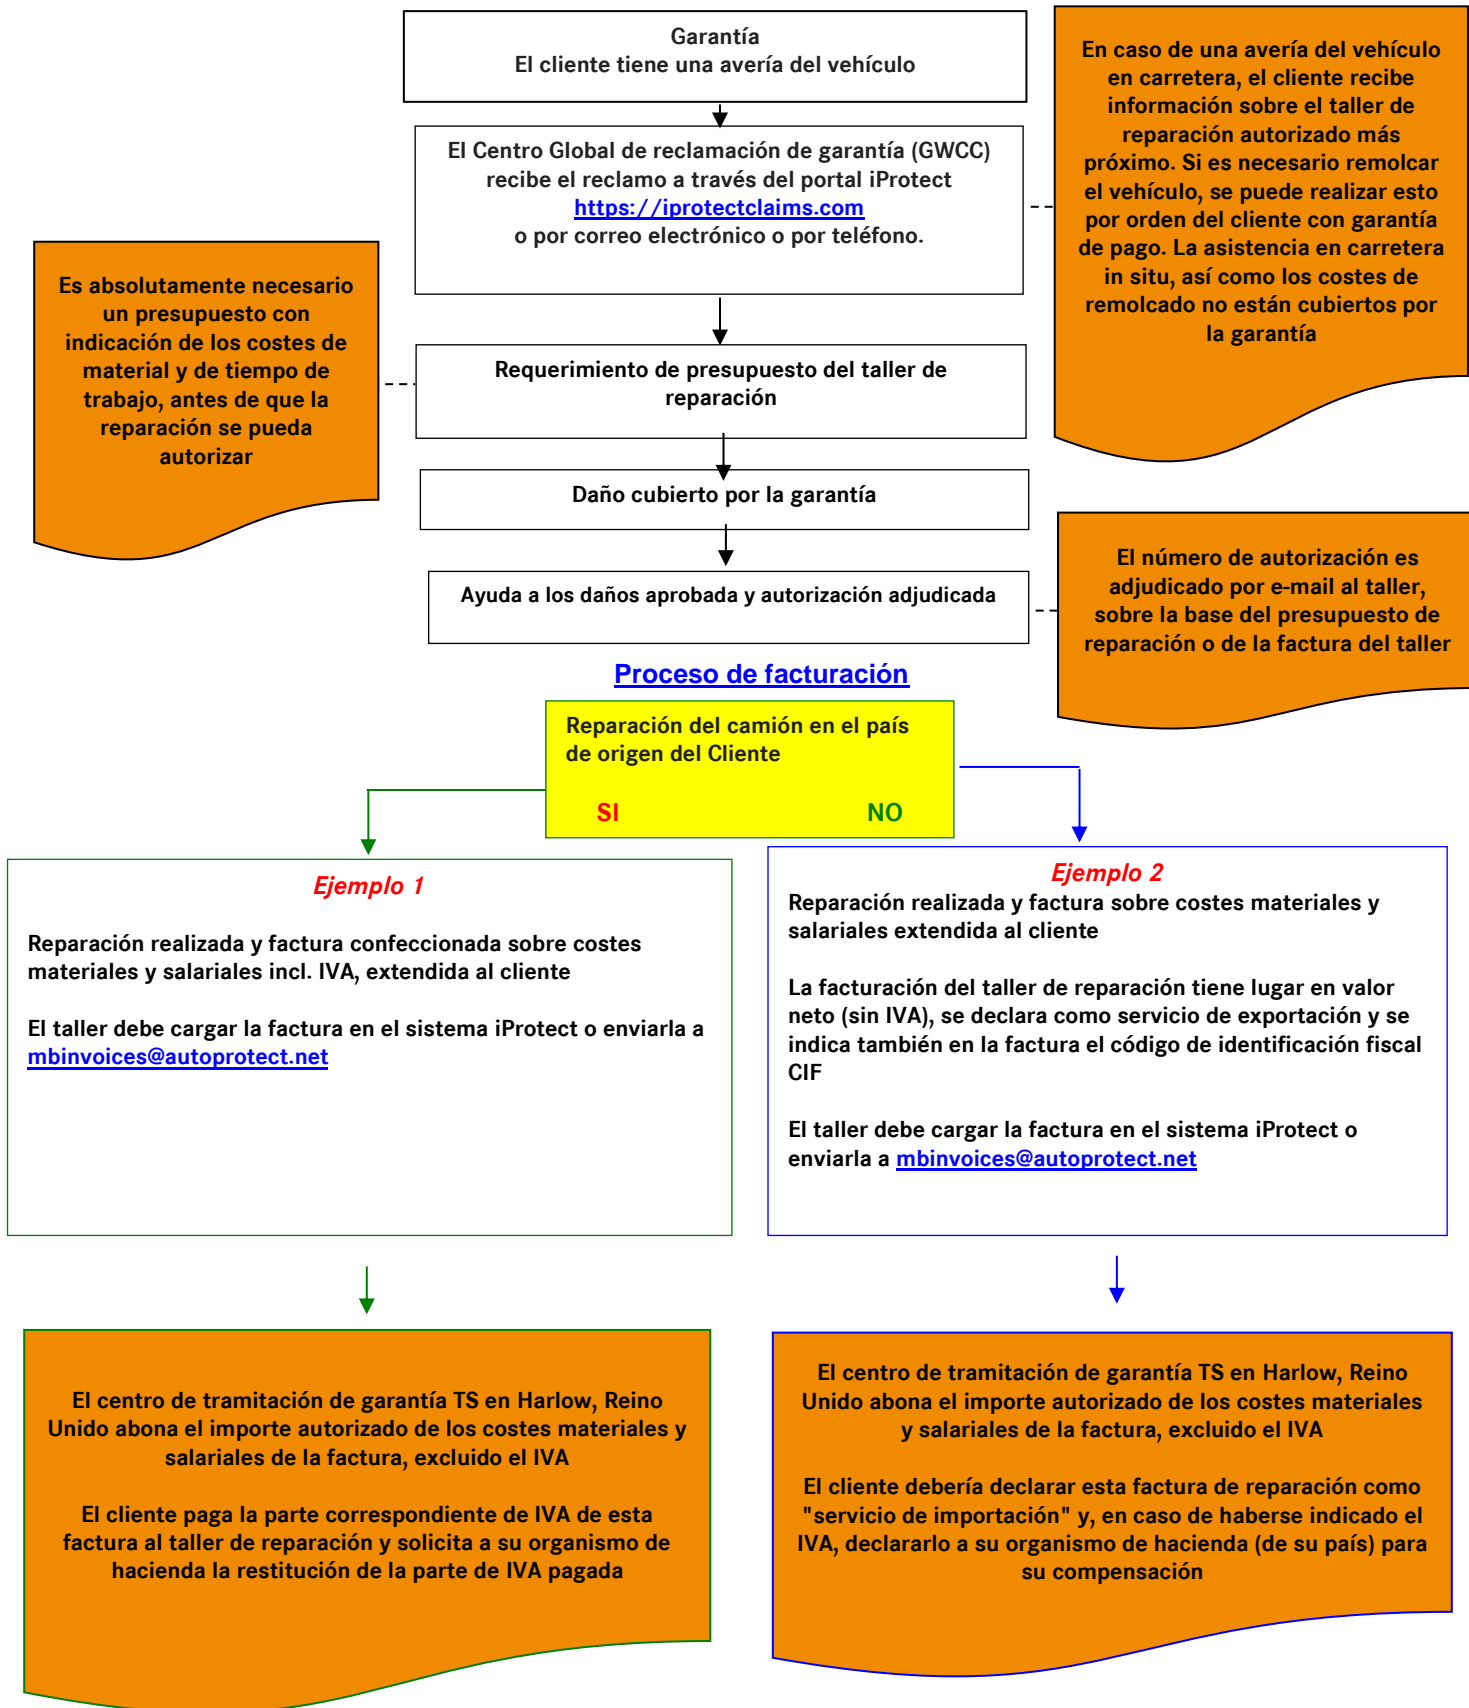 Garantía
El cliente tiene una avería del vehículo
En caso de una avería del vehículo
en carretera, el cliente recibe
información sobre el taller de
reparación autorizado más
próximo. Si es necesario remolcar
el vehículo, se puede realizar esto
por orden del cliente con garantía
de pago. La asistencia en carretera
in situ, así como los costes de
remolcado no están cubiertos por
la garantía
El Centro Global de reclamación de garantía (GWCC)
recibe el reclamo a través del portal iProtect
https://iprotectclaims.com
o por correo electrónico o por teléfono.
Es absolutamente necesario
un presupuesto con
indicación de los costes de
material y de tiempo de
trabajo, antes de que la
reparación se pueda
autorizar
Requerimiento de presupuesto del taller de
reparación
Daño cubierto por la garantía
Ayuda a los daños aprobada y autorización adjudicada
El número de autorización es
adjudicado por e-mail al taller,
sobre la base del presupuesto de
reparación o de la factura del taller
Proceso de facturación
Reparación del camión en el país
de origen del Cliente
SI NO
Ejemplo 1
Reparación realizada y factura confeccionada sobre costes
materiales y salariales incl. IVA, extendida al cliente
El taller debe cargar la factura en el sistema iProtect o enviarla a
mbinvoices@autoprotect.net
Ejemplo 2
Reparación realizada y factura sobre costes materiales y
salariales extendida al cliente
La facturación del taller de reparación tiene lugar en valor
neto (sin IVA), se declara como servicio de exportación y se
indica también en la factura el código de identificación fiscal
CIF
El taller debe cargar la factura en el sistema iProtect o
enviarla a mbinvoices@autoprotect.net
El centro de tramitación de garantía TS en Harlow, Reino
Unido abona el importe autorizado de los costes materiales y
salariales de la factura, excluido el IVA
El cliente paga la parte correspondiente de IVA de esta
factura al taller de reparación y solicita a su organismo de
hacienda la restitución de la parte de IVA pagada
El centro de tramitación de garantía TS en Harlow, Reino
Unido abona el importe autorizado de los costes materiales
y salariales de la factura, excluido el IVA
El cliente debería declarar esta factura de reparación como
"servicio de importación" y, en caso de haberse indicado el
IVA, declararlo a su organismo de hacienda (de su país) para
su compensación